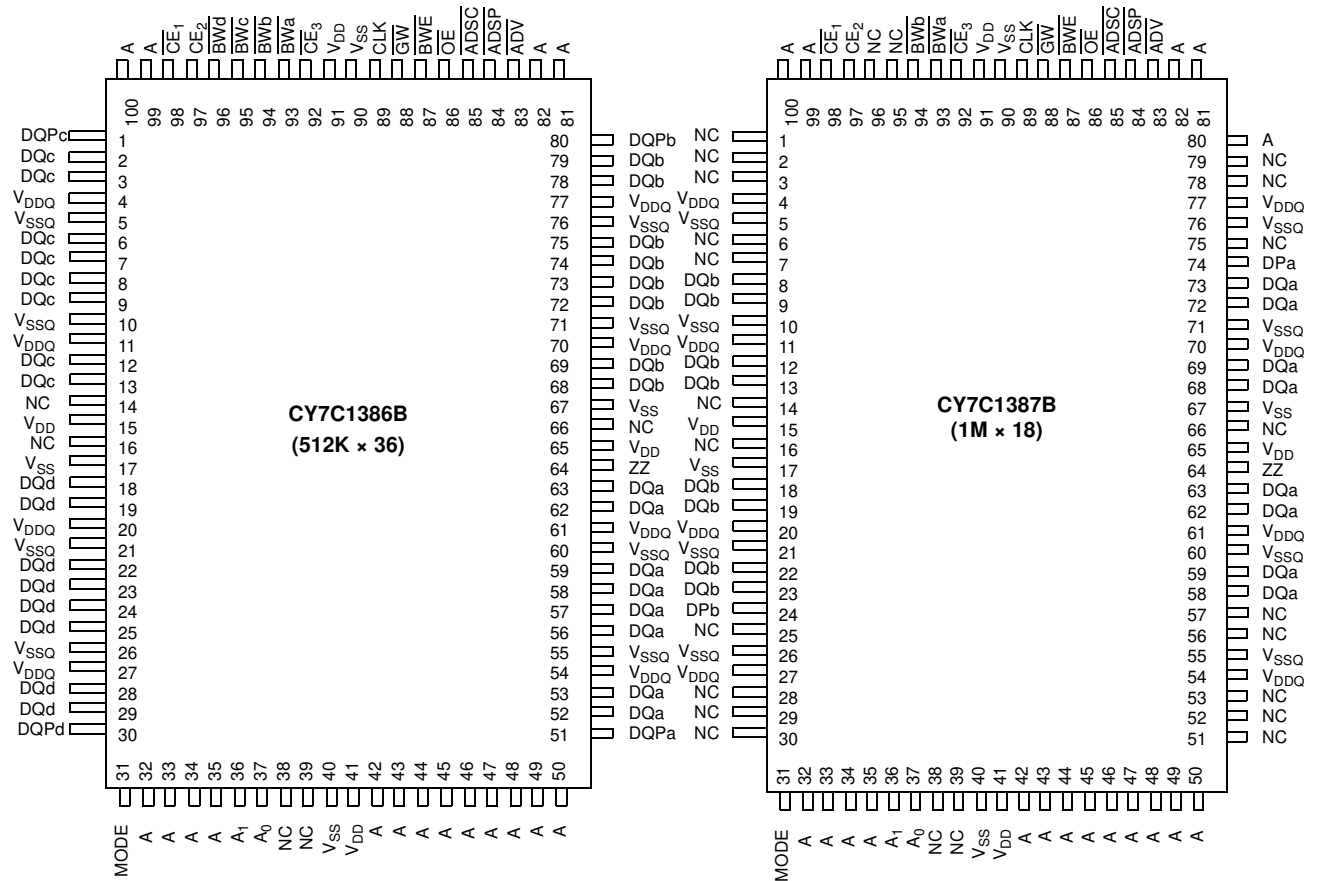 A A CE1 CE2 BWd BWc BWb BWa CE3 VDD VSS CLK GW BWE OE ADSC ADSP ADV A A
100 99 98 97 96 95 94 93 92 91 90 89 88 87 86 85 84 83 82 81
DQPc 1 80 DQPb
DQc 2 79 DQb
DQc 3 78 DQb
VDDQ 4 77 VDDQ
VSSQ 5 76 VSSQ
DQc 6 75 DQb
DQc 7 74 DQb
DQc 8 73 DQb
DQc 9 72 DQb
VSSQ 10 71 VSSQ
VDDQ 11 70 VDDQ
DQc 12 69 DQb
DQc 13 68 DQb
NC 14 67 VSS
VDD 15 66 NC
NC 16 65 VDD
VSS 17 64 ZZ
DQd 18 63 DQa
DQd 19 62 DQa
VDDQ 20 61 VDDQ
VSSQ 21 60 VSSQ
DQd 22 59 DQa
DQd 23 58 DQa
DQd 24 57 DQa
DQd 25 56 DQa
VSSQ 26 55 VSSQ
VDDQ 27 54 VDDQ
DQd 28 53 DQa
DQd 29 52 DQa
DQPd 30 51 DQPa
CY7C1386B
(512K × 36)
31 32 33 34 35 36 37 38 39 40 41 42 43 44 45 46 47 48 49 50
MODE A A A A A1 A0 NC NC VSS VDD A A A A A A A A A
A A CE1 CE2 NC NC BWb BWa CE3 VDD VSS CLK GW BWE OE ADSC ADSP ADV A A
100 99 98 97 96 95 94 93 92 91 90 89 88 87 86 85 84 83 82 81
NC 1 80 A
NC 2 79 NC
NC 3 78 NC
VDDQ 4 77 VDDQ
VSSQ 5 76 VSSQ
NC 6 75 NC
NC 7 74 DPa
DQb 8 73 DQa
DQb 9 72 DQa
VSSQ 10 71 VSSQ
VDDQ 11 70 VDDQ
DQb 12 69 DQa
DQb 13 68 DQa
NC 14 67 VSS
VDD 15 66 NC
NC 16 65 VDD
VSS 17 64 ZZ
DQb 18 63 DQa
DQb 19 62 DQa
VDDQ 20 61 VDDQ
VSSQ 21 60 VSSQ
DQb 22 59 DQa
DQb 23 58 DQa
DPb 24 57 NC
NC 25 56 NC
VSSQ 26 55 VSSQ
VDDQ 27 54 VDDQ
NC 28 53 NC
NC 29 52 NC
NC 30 51 NC
CY7C1387B
(1M × 18)
31 32 33 34 35 36 37 38 39 40 41 42 43 44 45 46 47 48 49 50
MODE A A A A A1 A0 NC NC VSS VDD A A A A A A A A A